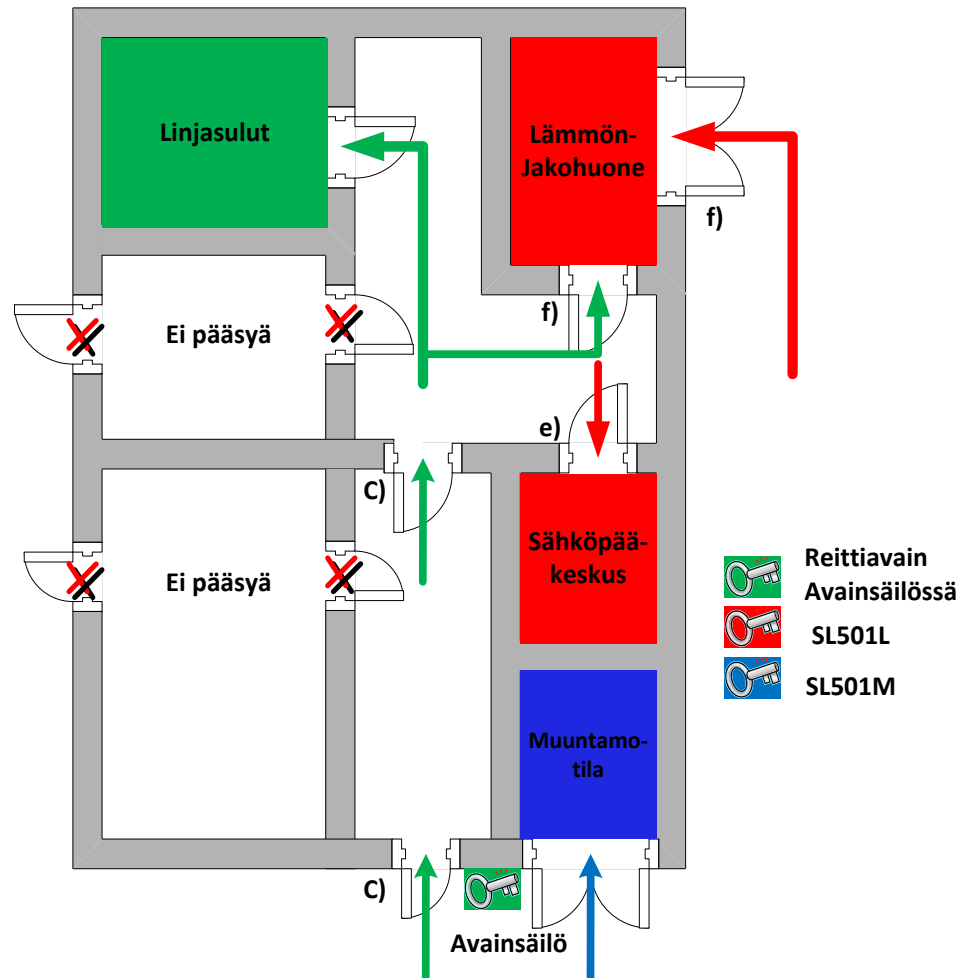 Linjasulut
Lämmön-
Jakohuone
f)
f)
Ei pääsyä
e)
C)
Sähköpää-
keskus
Ei pääsyä
Reittiavain
Avainsäilössä
SL501L
SL501M
Muuntamo-
tila
C)
Avainsäilö